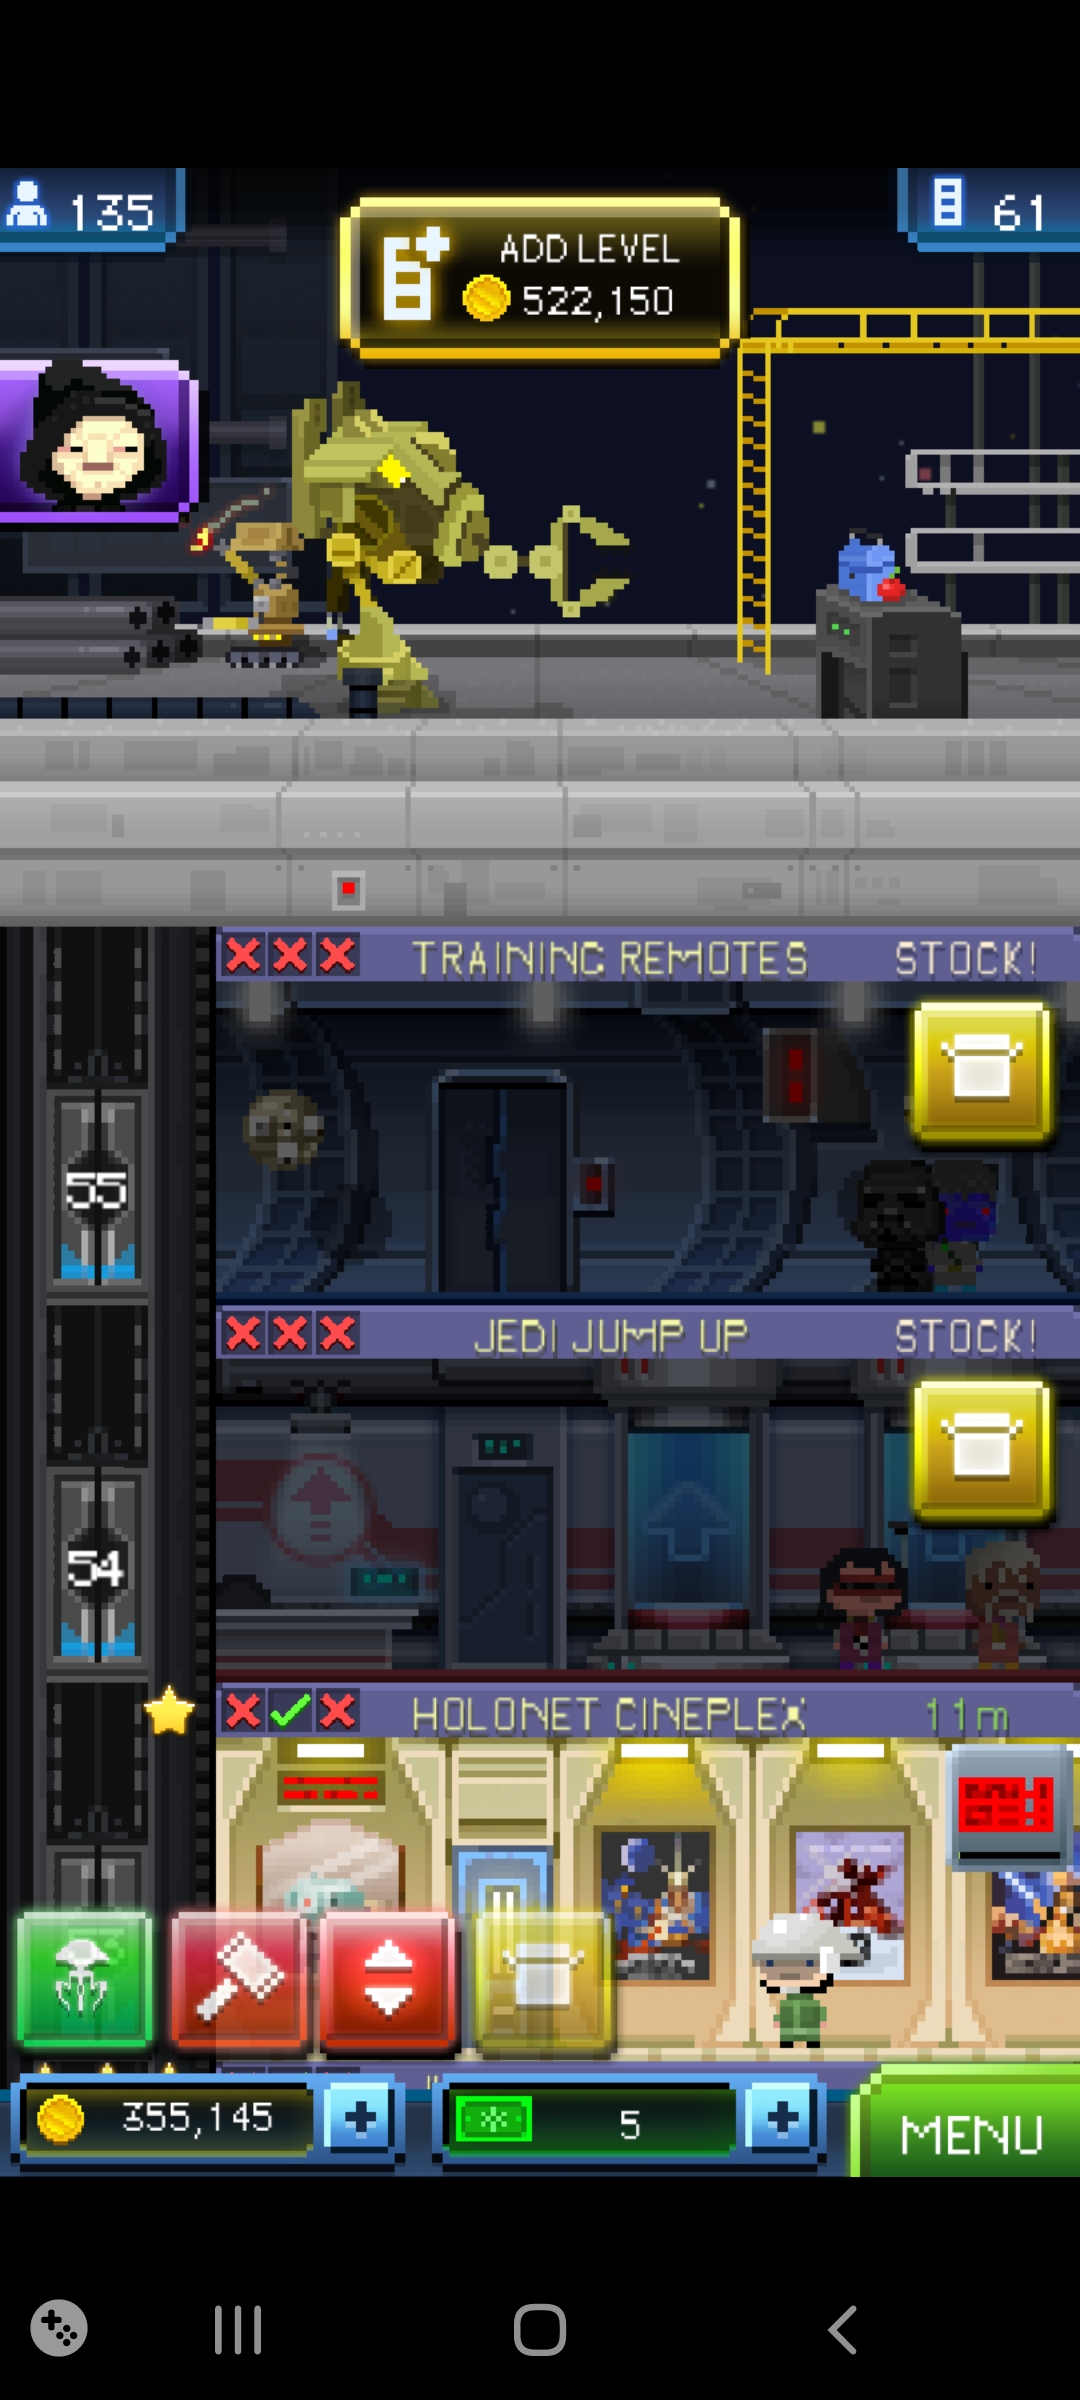 135
ADD LEVEL
522,150
61
TRAINING REMOTES STOCK!
55
JEDI JUMP UP STOCK!
54
HOLONET CINEPLEX 11m
355,145
5
MENU